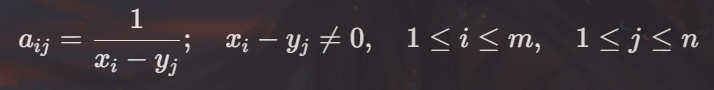 a_{ij} = \frac{1}{x_i - y_j}; \quad x_i - y_j \neq 0, \quad 1 \leq i \leq m, \quad 1 \leq j \leq n